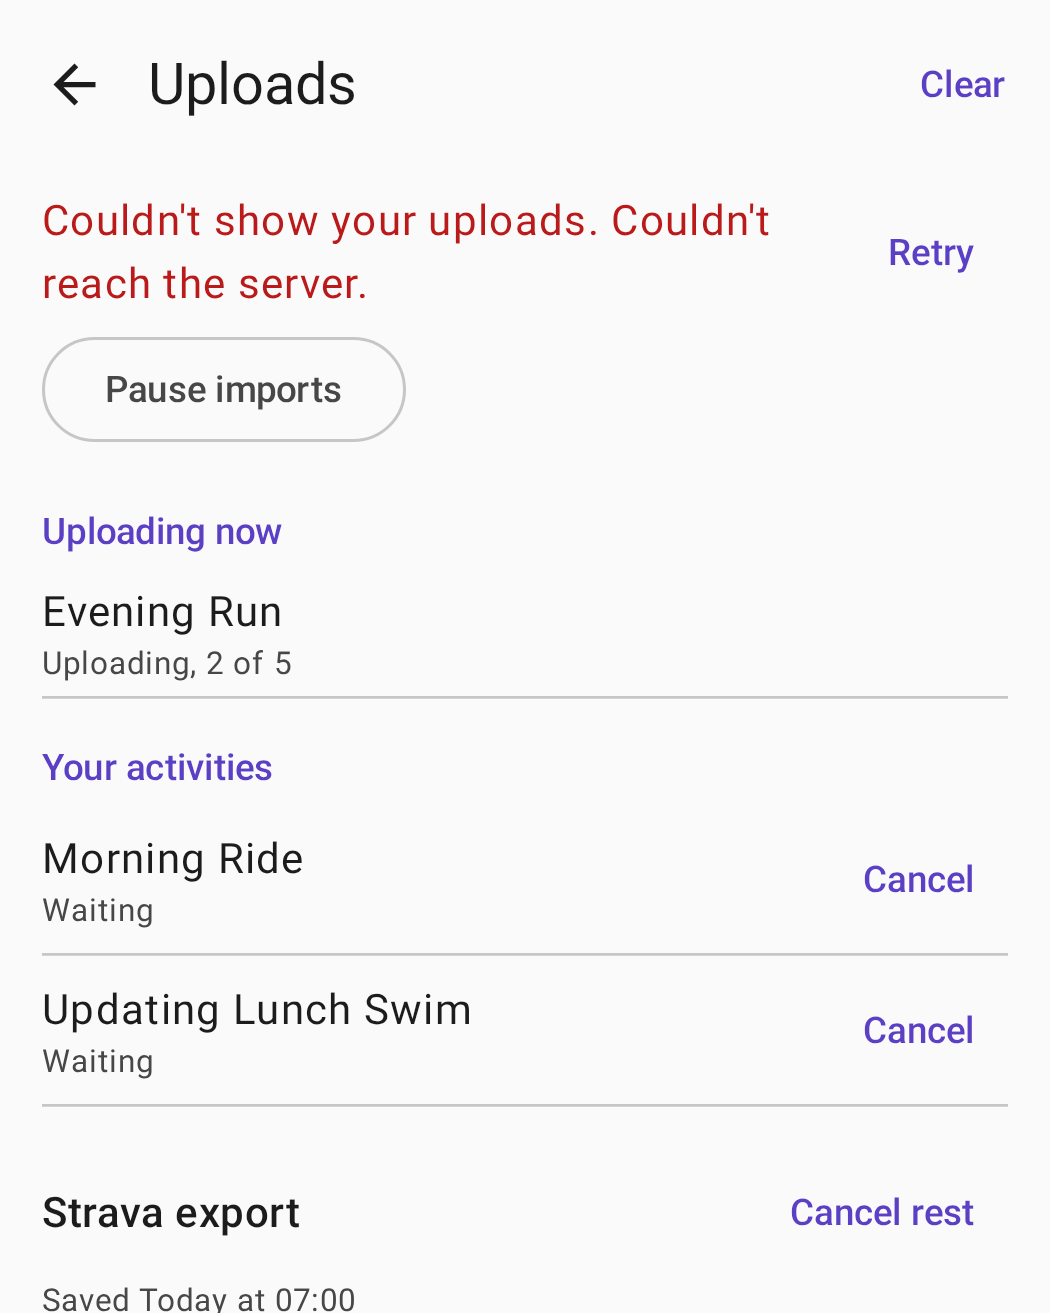 Uploads
Clear
Couldn't show your uploads. Couldn't
reach the server.
Retry
Pause imports
Uploading now
Evening Run
Uploading, 2 of 5
Your activities
Morning Ride
Waiting
Cancel
Updating Lunch Swim
Waiting
Cancel
Strava export
Cancel rest
Saved Today at 07:00